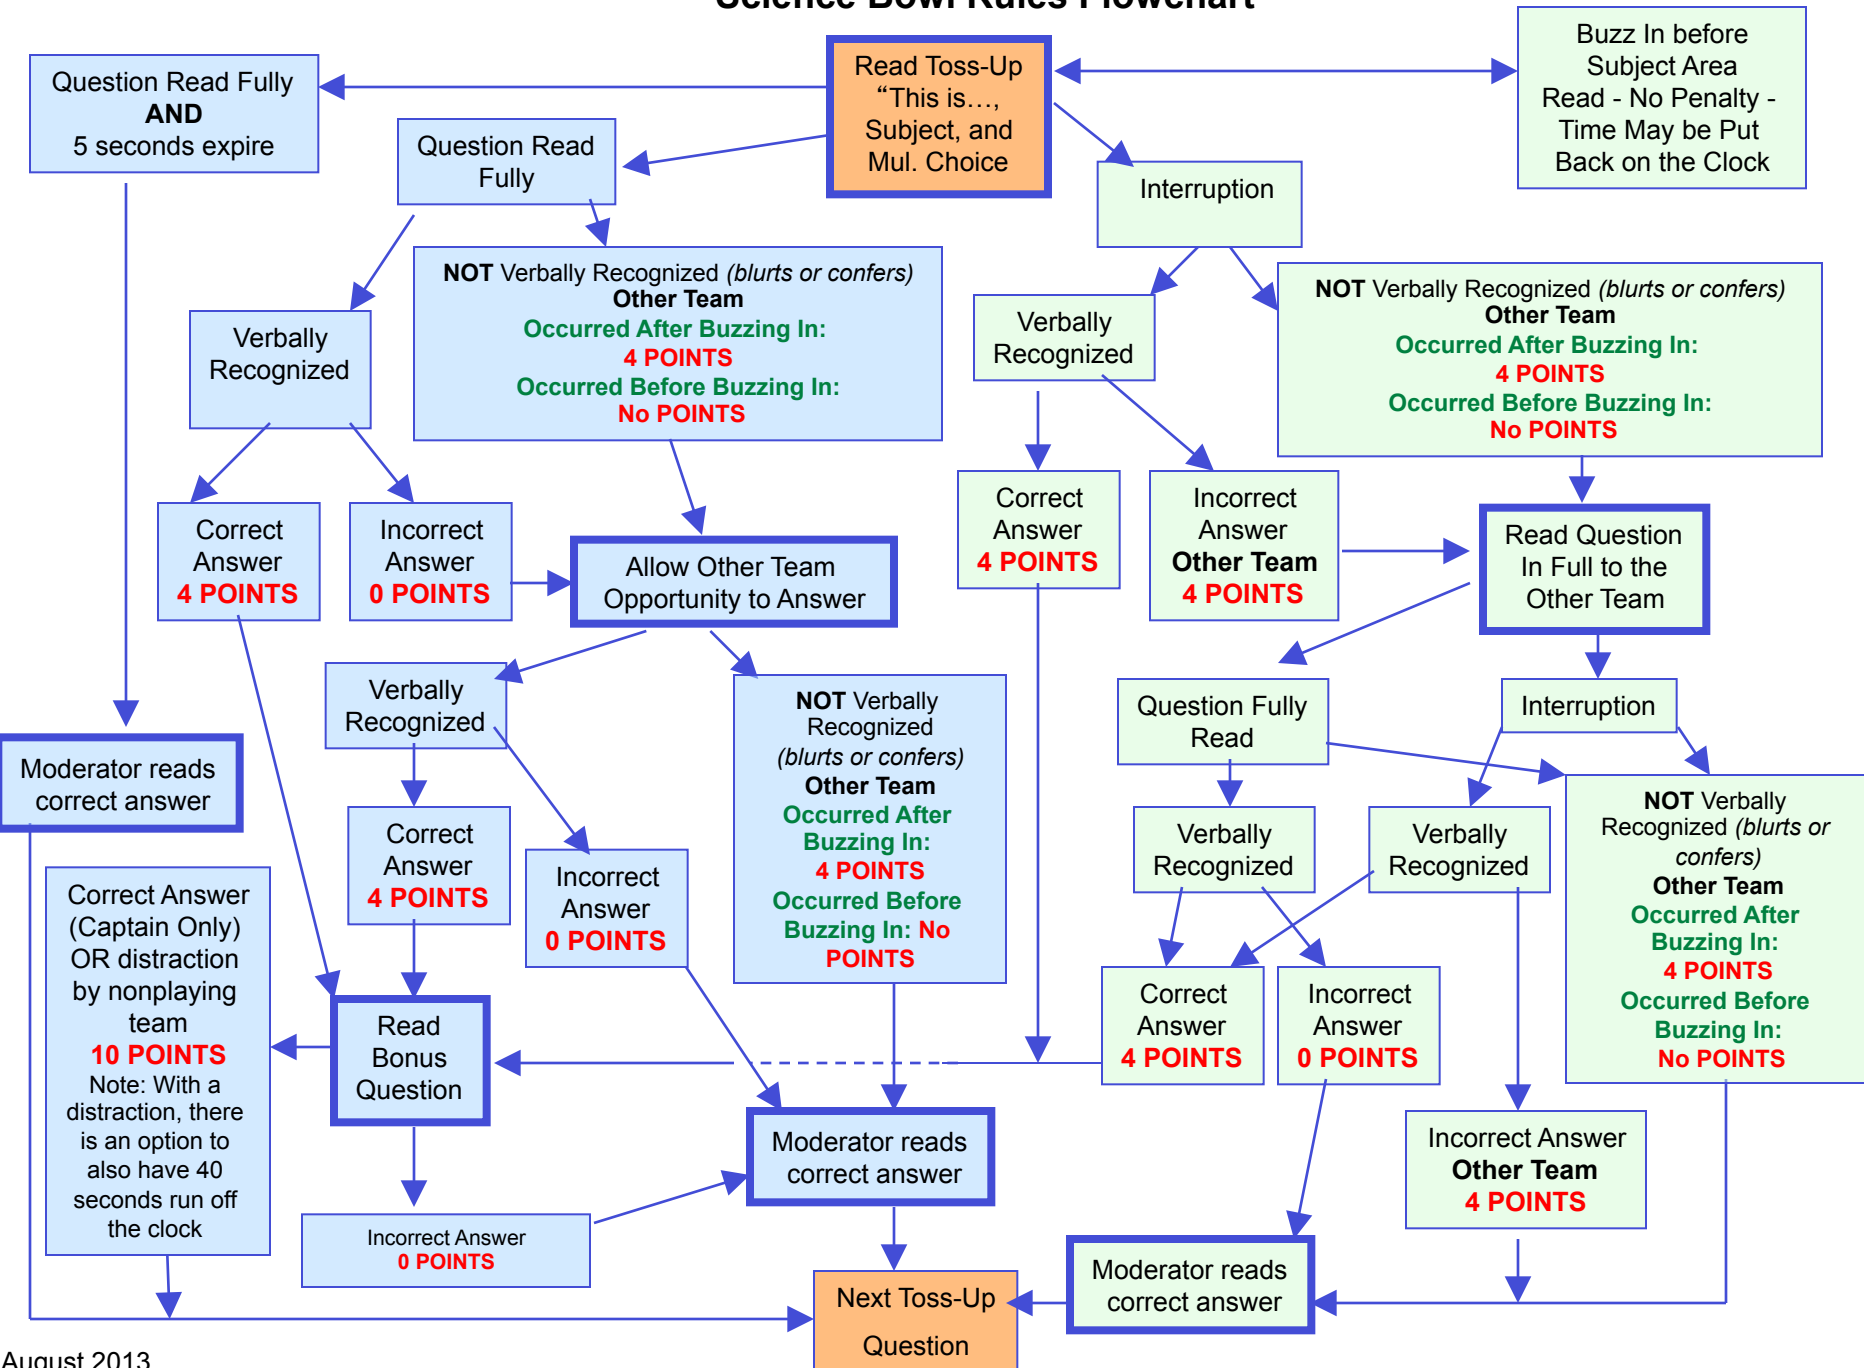 Science Bowl Rules Flowchart
Buzz In before
Subject Area
Read - No Penalty -
Time May be Put
Back on the Clock
Read Toss-Up
“This is…,
Subject, and
Mul. Choice
Question Read Fully
AND
5 seconds expire
Question Read
Fully
Interruption
NOT Verbally Recognized (blurts or confers)
Other Team
Occurred After Buzzing In:
4 POINTS
Occurred Before Buzzing In:
No POINTS
NOT Verbally Recognized (blurts or confers)
Other Team
Occurred After Buzzing In:
4 POINTS
Occurred Before Buzzing In:
No POINTS
Verbally
Recognized
Verbally
Recognized
Correct
Answer
4 POINTS
Incorrect
Answer
0 POINTS
Allow Other Team
Opportunity to Answer
Correct
Answer
4 POINTS
Incorrect
Answer
Other Team
4 POINTS
Read Question
In Full to the
Other Team
Verbally
Recognized
NOT Verbally
Recognized
(blurts or confers)
Other Team
Occurred After
Buzzing In:
4 POINTS
Occurred Before
Buzzing In: No
POINTS
Question Fully
Read
Interruption
Moderator reads
correct answer
Correct
Answer
4 POINTS
Incorrect
Answer
0 POINTS
Verbally
Recognized
Verbally
Recognized
NOT Verbally
Recognized (blurts or
confers)
Other Team
Occurred After
Buzzing In:
4 POINTS
Occurred Before
Buzzing In:
No POINTS
Correct Answer
(Captain Only)
OR distraction
by nonplaying
team
10 POINTS
Note: With a
distraction, there
is an option to
also have 40
seconds run off
the clock
Read
Bonus
Question
Correct
Answer
4 POINTS
Incorrect
Answer
0 POINTS
Moderator reads
correct answer
Incorrect Answer
Other Team
4 POINTS
Incorrect Answer
0 POINTS
Moderator reads
correct answer
Next Toss-Up
Question
August 2013